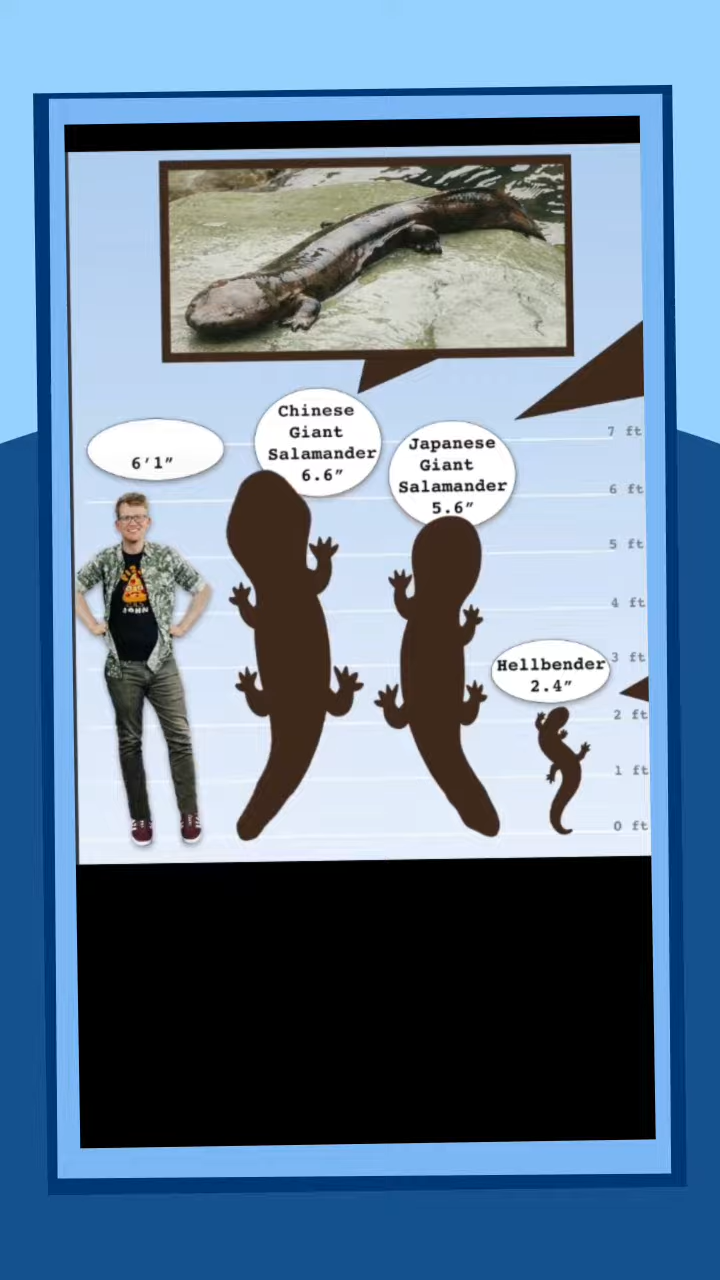 6'1"
Chinese
Giant
Salamander
6.6"
Japanese
Giant
Salamander
5.6"
Hellbender
2.4"
7 ft
6 ft
5 ft
4 ft
3 ft
2 ft
1 ft
0 ft
JOHN